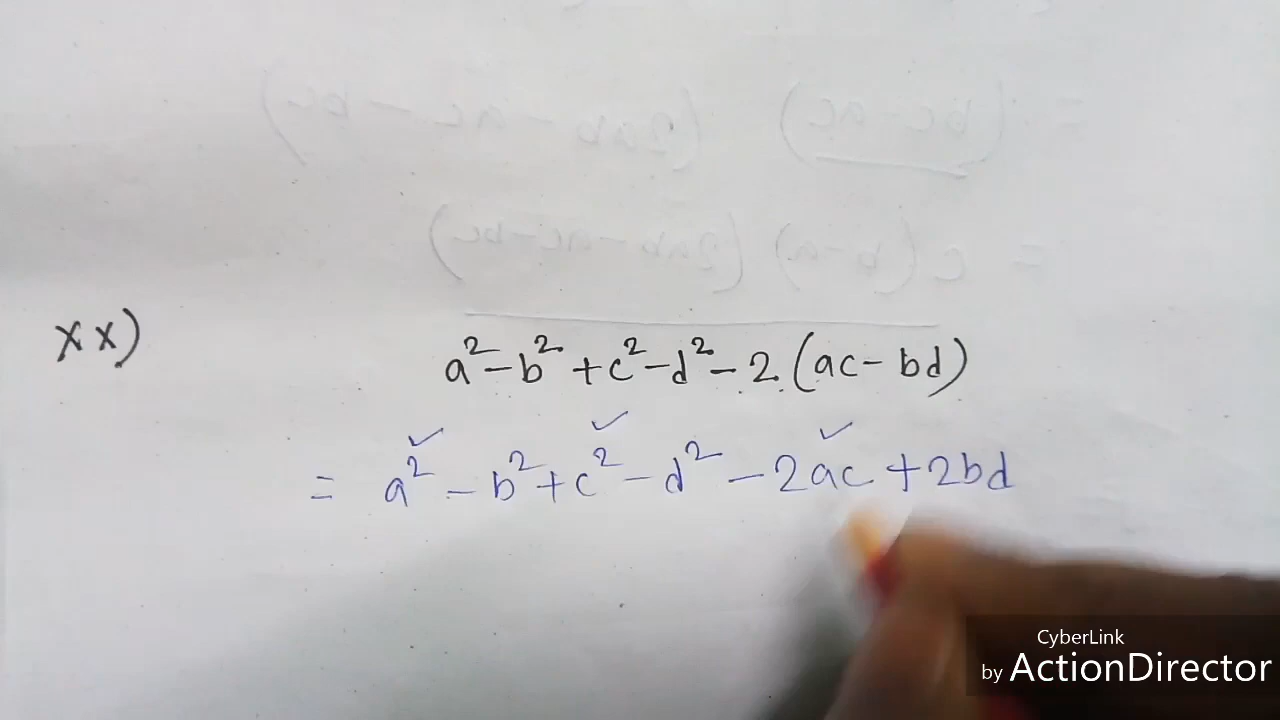 xx)
a²-b²+c²-d²-2(ac-bd)
= a²-b²+c²-d²-2ac+2bd
CyberLink
by ActionDirector